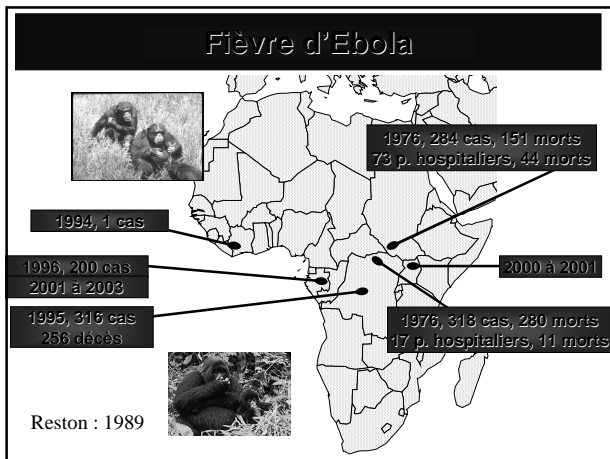 Fièvre d'Ebola
1976, 284 cas, 151 morts
73 p. hospitaliers, 44 morts
1994, 1 cas
1996, 200 cas
2001 à 2003
2000 à 2001
1995, 316 cas
256 décès
1976, 318 cas, 280 morts
17 p. hospitaliers, 11 morts
Reston : 1989